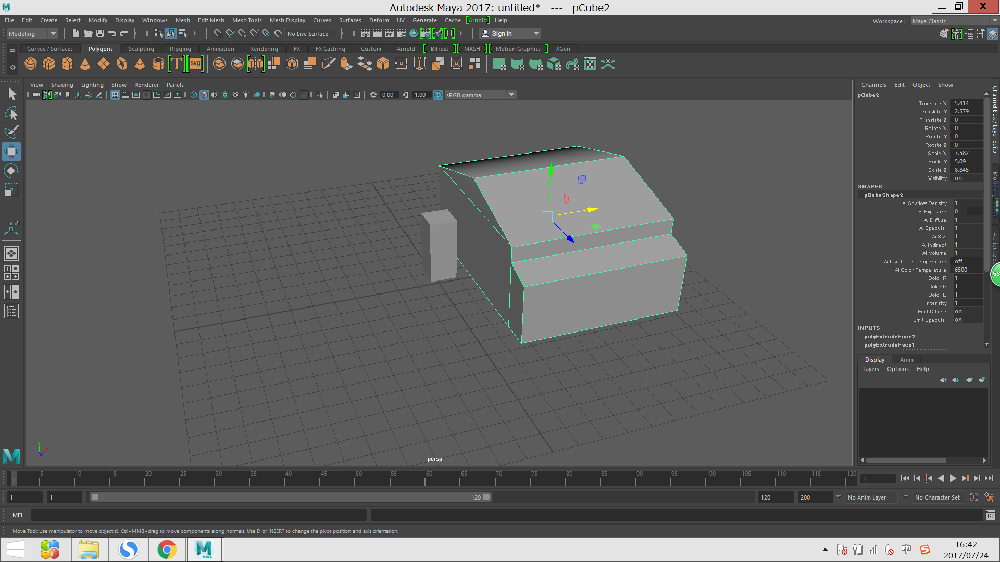 Autodesk Maya 2017: untitled* --- pCube2
File Edit Create Select Modify Display Windows Mesh Edit Mesh Mesh Tools Mesh Display Curves Surfaces Deform UV Generate Cache [Arnold] Help
Workspace : Maya Classic
Modeling No Live Surface IPR Sign In
Curves / Surfaces Polygons Sculpting Rigging Animation Rendering FX FX Caching Custom Arnold Bifrost MASH Motion Graphics XGen
T svg
View Shading Lighting Show Renderer Panels
0.00 1.00 ON sRGB gamma
Channels Edit Object Show
pCube2
Translate X 5.414
Translate Y 2.579
Translate Z 0
Rotate X 0
Rotate Y 0
Rotate Z 0
Scale X 7.582
Scale Y 5.09
Scale Z 8.845
Visibility on
SHAPES
pCubeShape2
Ai Shadow Density 1
Ai Exposure 0
Ai Diffuse 1
Ai Specular 1
Ai Sss 1
Ai Indirect 1
Ai Volume 1
Ai Use Color Temperature off
Ai Color Temperature 6500
Color R 1
Color G 1
Color B 1
Intensity 1
Emit Diffuse on
Emit Specular on
INPUTS
polyExtrudeFace2
polyExtrudeFace1
Channel Box / Layer Editor
53
Display Anim
Layers Options Help
y
x
z
persp
5 10 15 20 25 30 35 40 45 50 55 60 65 70 75 80 85 90 95 100 105 110 115 120
1
1
1 1 1 120 120 200 No Anim Layer No Character Set
MEL
Move Tool: Use manipulator to move object(s). Ctrl+MMB+drag to move components along normals. Use D or INSERT to change the pivot position and axis orientation.
MAYA
中
16:42
2017/07/24